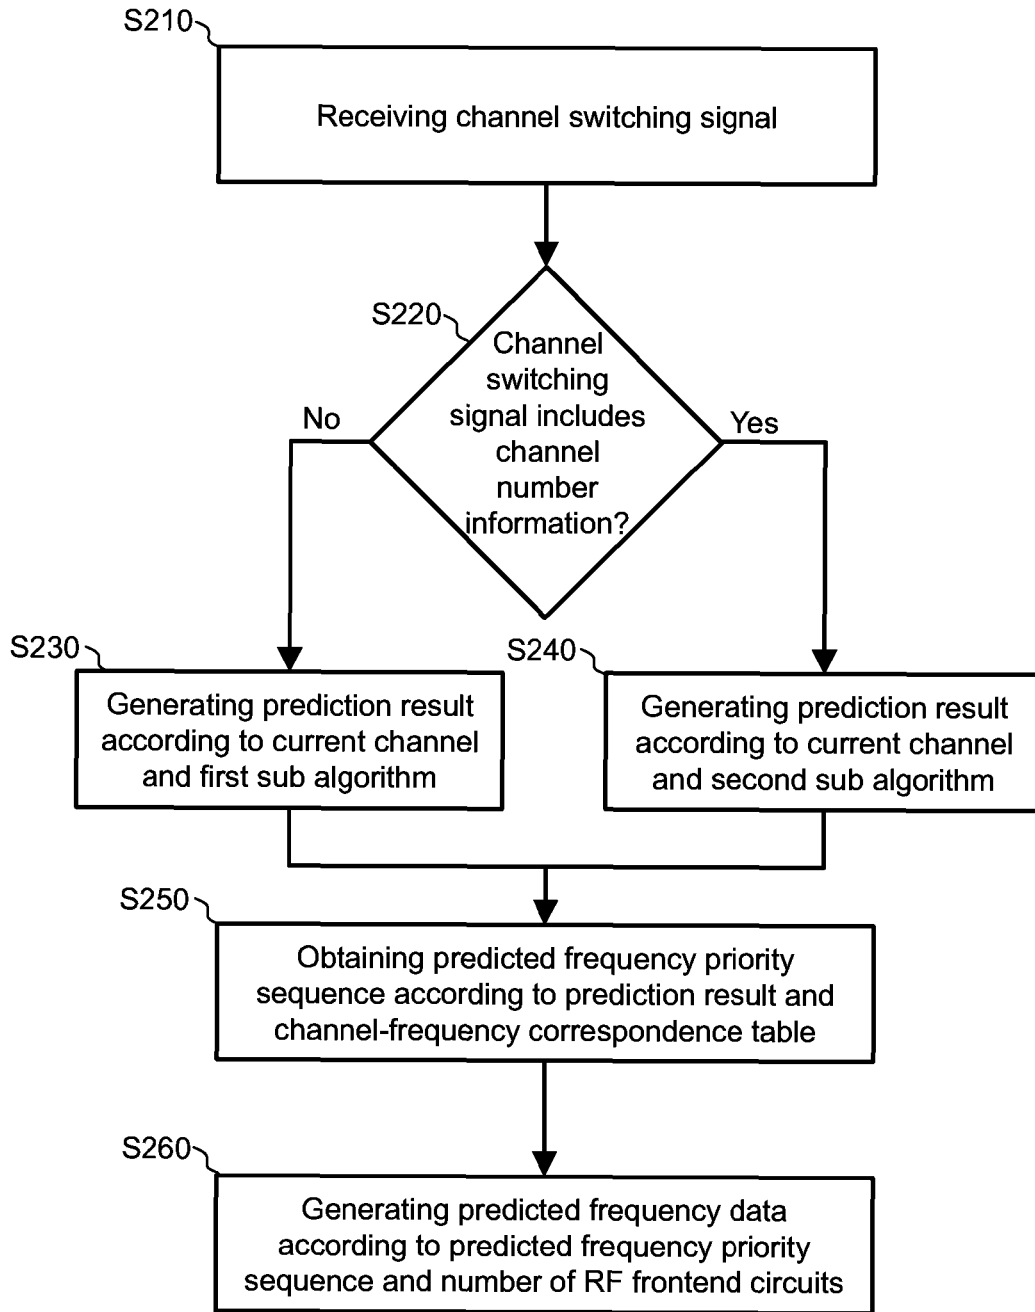 S210
Receiving channel switching signal
S220
Channel
switching
signal includes
channel
number
information?
No
Yes
S230
Generating prediction result
according to current channel
and first sub algorithm
S240
Generating prediction result
according to current channel
and second sub algorithm
S250
Obtaining predicted frequency priority
sequence according to prediction result and
channel-frequency correspondence table
S260
Generating predicted frequency data
according to predicted frequency priority
sequence and number of RF frontend circuits